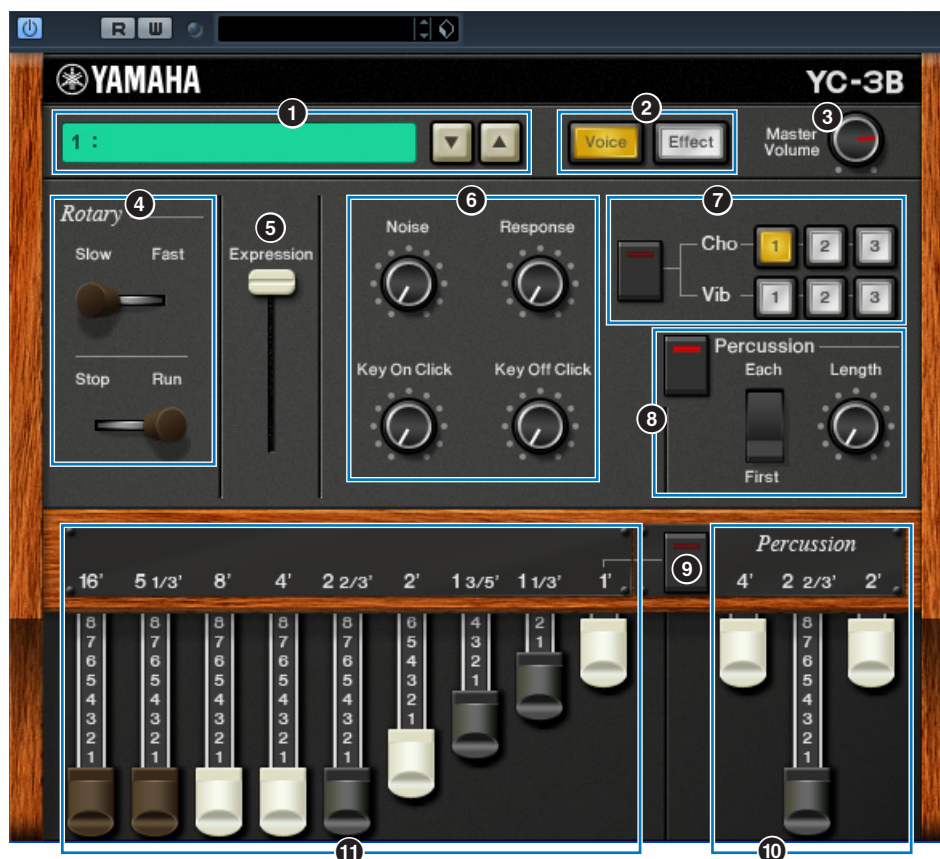 R W
YAMAHA YC-3B
1
2
3
1 :
▼ ▲
Voice Effect
Master
Volume
4
5
6
7
Rotary
Slow Fast
Expression
Noise Response
Cho 1 2 3
Vib 1 2 3
Stop Run
Key On Click Key Off Click
8
Percussion
Each Length
First
9
16' 5 1/3' 8' 4' 2 2/3' 2' 1 3/5' 1 1/3' 1'
Percussion
4' 2 2/3' 2'
8 8 8 8 8 6 4 2 8
7 7 7 7 7 5 3 1 7
6 6 6 6 6 4 2 6
5 5 5 5 5 3 1 5
4 4 4 4 4 2 4
3 3 3 3 3 1 3
2 2 2 2 2 2
1 1 1 1 1 1
11
10